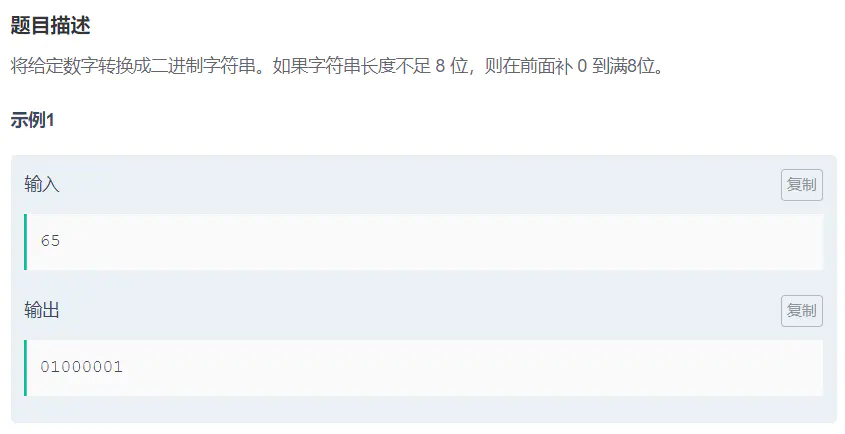 题目描述
将给定数字转换成二进制字符串。如果字符串长度不足 8 位，则在前面补 0 到满8位。
示例1
输入
复制
65
输出
复制
01000001